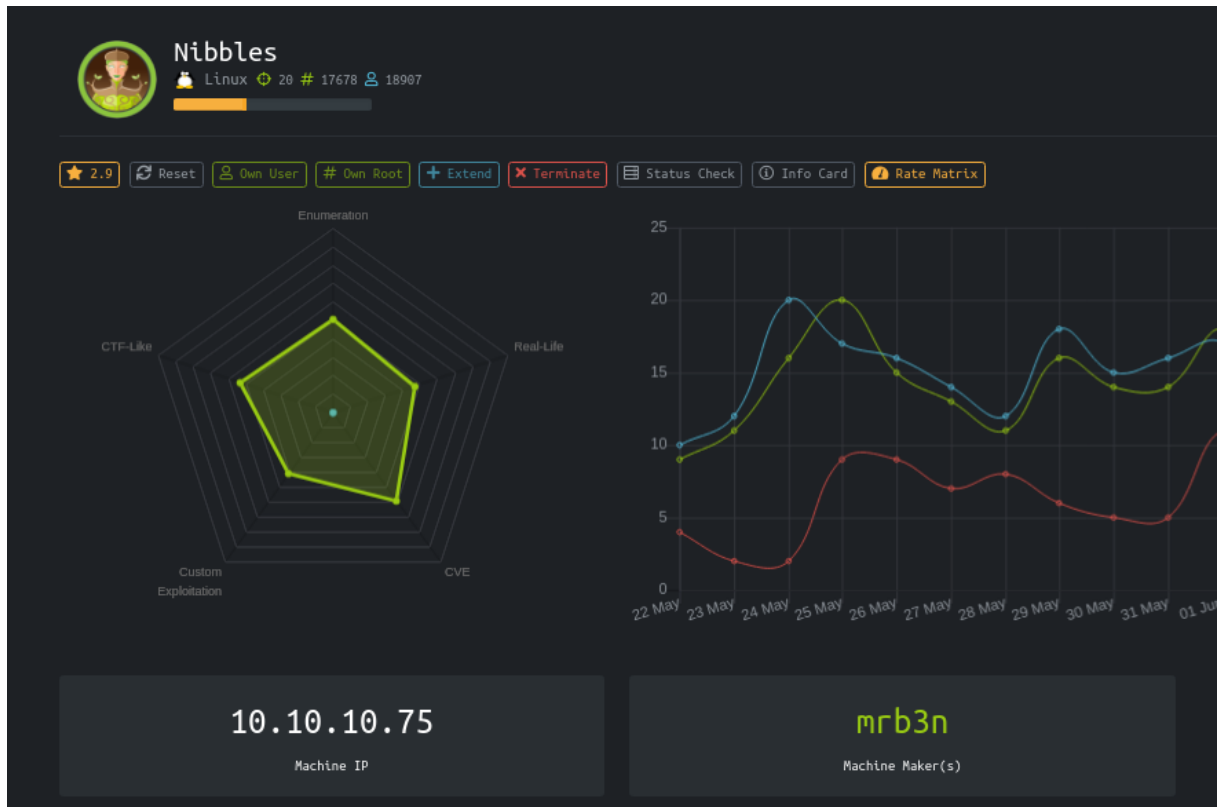 Nibbles
Linux 20 # 17678 18907
2.9 Reset Own User # Own Root + Extend × Terminate Status Check Info Card Rate Matrix
Enumeration
CTF-Like
Real-Life
Custom
Exploitation
CVE
25
20
15
10
5
0
22 May 23 May 24 May 25 May 26 May 27 May 28 May 29 May 30 May 31 May 01 Ju
10.10.10.75
Machine IP
mrb3n
Machine Maker(s)